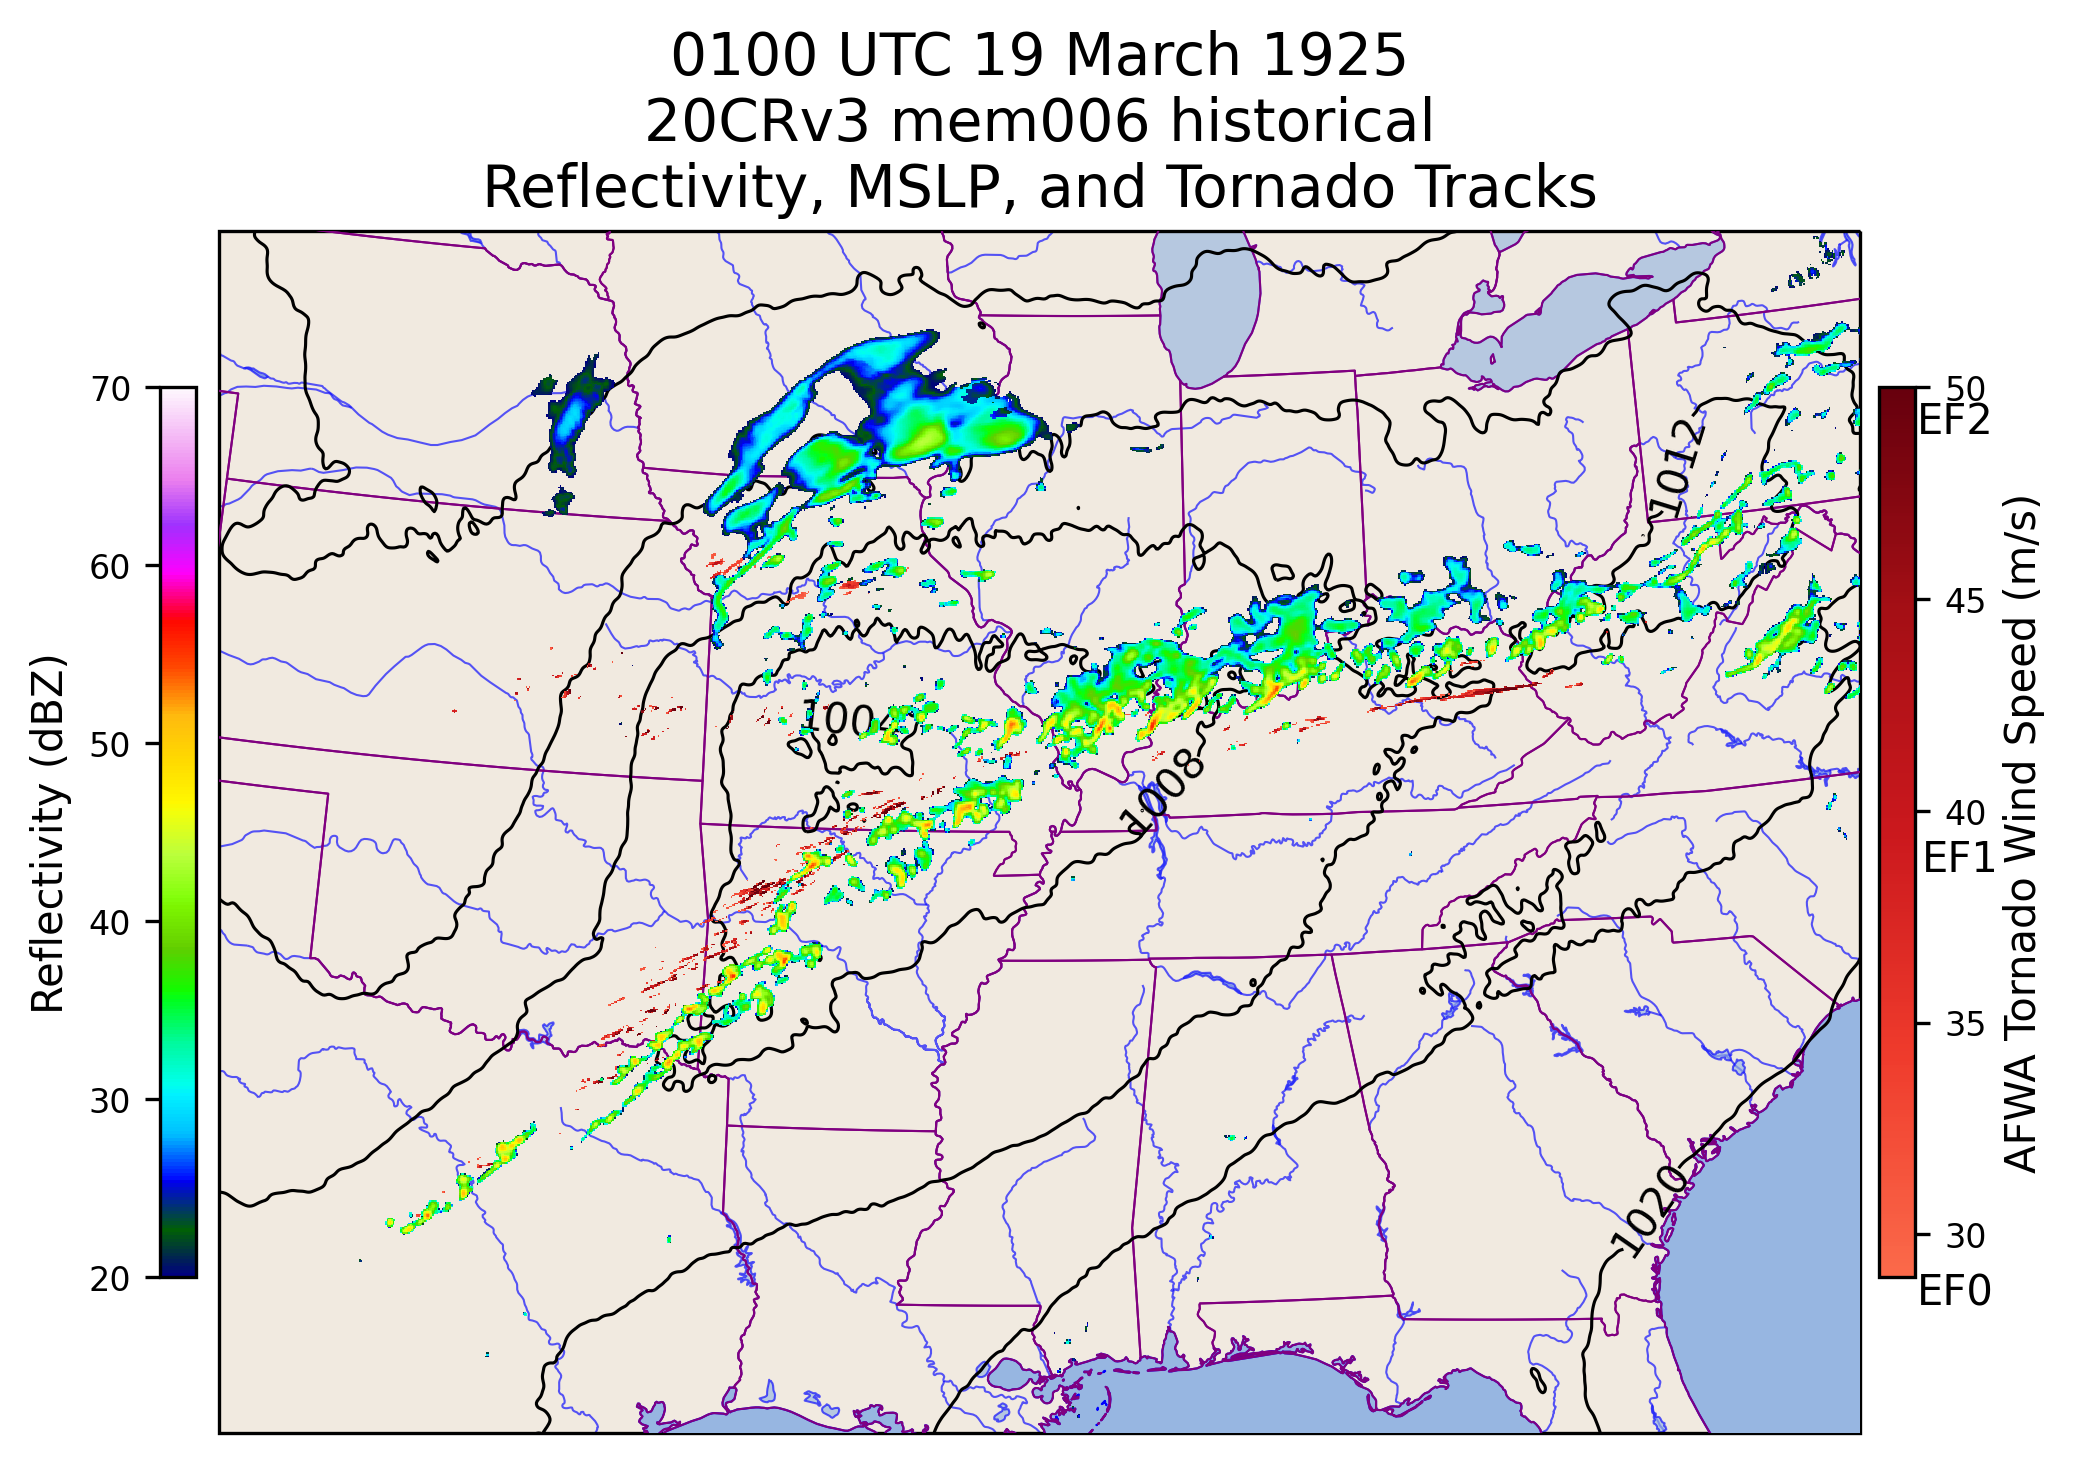 0100 UTC 19 March 1925
20CRv3 mem006 historical
Reflectivity, MSLP, and Tornado Tracks
Reflectivity (dBZ)
70
60
50
40
30
20
1012
1004
1008
1020
50
EF2
45
40
EF1
35
30
EF0
AFWA Tornado Wind Speed (m/s)